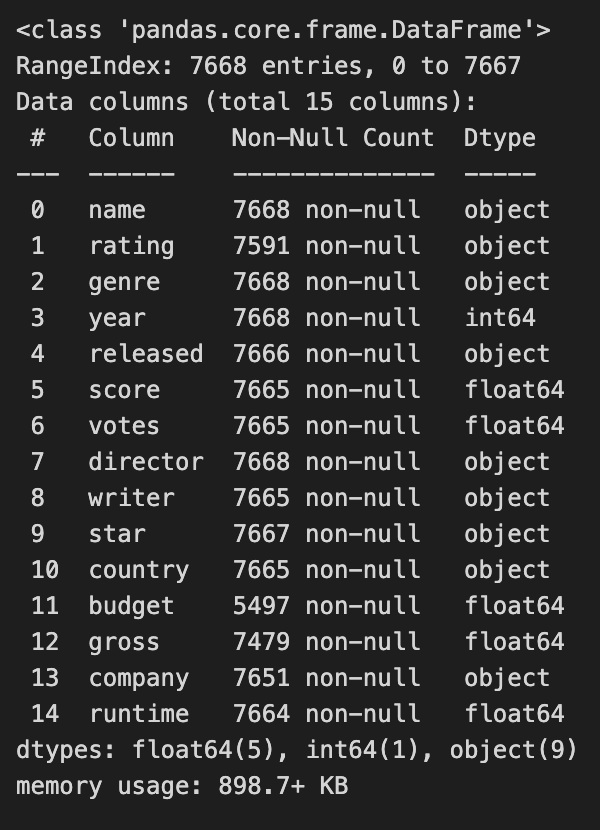 <class 'pandas.core.frame.DataFrame'>
RangeIndex: 7668 entries, 0 to 7667
Data columns (total 15 columns):
 #   Column    Non-Null Count  Dtype
---  ------    --------------  -----
 0   name      7668 non-null   object
 1   rating    7591 non-null   object
 2   genre     7668 non-null   object
 3   year      7668 non-null   int64
 4   released  7666 non-null   object
 5   score     7665 non-null   float64
 6   votes     7665 non-null   float64
 7   director  7668 non-null   object
 8   writer    7665 non-null   object
 9   star      7667 non-null   object
 10  country   7665 non-null   object
 11  budget    5497 non-null   float64
 12  gross     7479 non-null   float64
 13  company   7651 non-null   object
 14  runtime   7664 non-null   float64
dtypes: float64(5), int64(1), object(9)
memory usage: 898.7+ KB